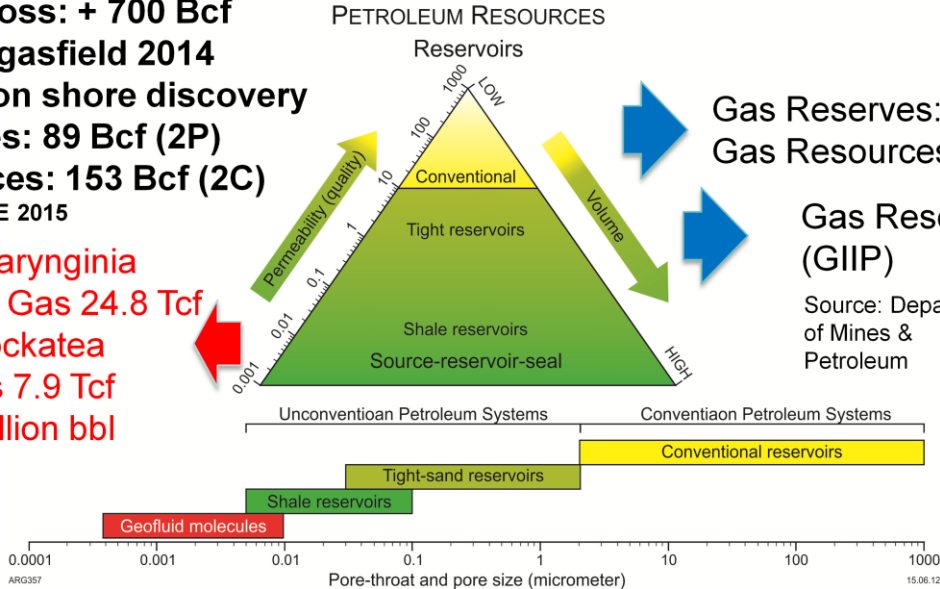 oss: + 700 Bcf
gasfield 2014
on shore discovery
es: 89 Bcf (2P)
ces: 153 Bcf (2C)
E 2015
arynginia
Gas 24.8 Tcf
ockatea
s 7.9 Tcf
llion bbl
PETROLEUM RESOURCES
Reservoirs
1000
100
10
1
0.1
0.01
0.001
LOW
HIGH
Permeability (quality)
Volume
Conventional
Tight reservoirs
Shale reservoirs
Source-reservoir-seal
Gas Reserves:
Gas Resources
Gas Rese
(GIIP)
Source: Depa
of Mines &
Petroleum
Unconventioan Petroleum Systems
Conventiaon Petroleum Systems
Conventional reservoirs
Tight-sand reservoirs
Shale reservoirs
Geofluid molecules
0.0001 0.001 0.01 0.1 1 10 100 1000
ARG357
Pore-throat and pore size (micrometer)
15.06.12